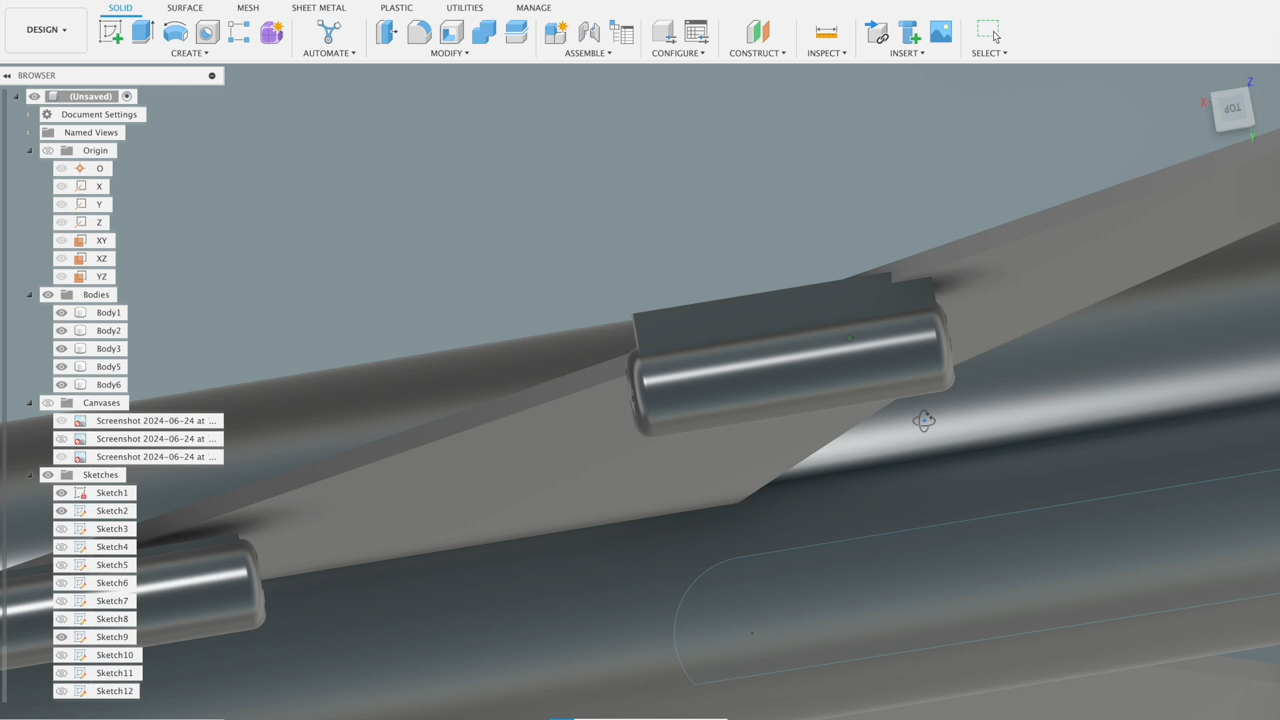 SOLID SURFACE MESH SHEET METAL PLASTIC UTILITIES MANAGE
DESIGN
CREATE AUTOMATE MODIFY ASSEMBLE CONFIGURE CONSTRUCT INSPECT INSERT SELECT
BROWSER
(Unsaved)
Document Settings
Named Views
Origin
O
X
Y
Z
XY
XZ
YZ
Bodies
Body1
Body2
Body3
Body5
Body6
Canvases
Screenshot 2024-06-24 at ...
Screenshot 2024-06-24 at ...
Screenshot 2024-06-24 at ...
Sketches
Sketch1
Sketch2
Sketch3
Sketch4
Sketch5
Sketch6
Sketch7
Sketch8
Sketch9
Sketch10
Sketch11
Sketch12
Z
X
TOP
Y